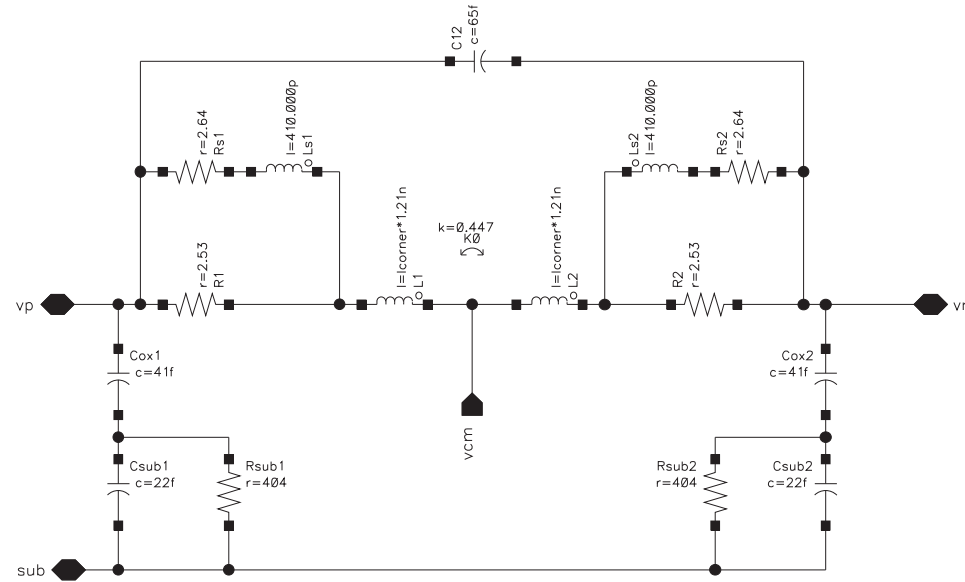 C12
c=65f
r=2.64
Rs1
l=410.000p
Ls1
Ls2
l=410.000p
Rs2
r=2.64
r=2.53
R1
l=lcorner*1.21n
L1
k=0.447
K0
l=lcorner*1.21n
L2
R2
r=2.53
vp
Cox1
c=41f
Cox2
c=41f
vcm
Csub1
c=22f
Rsub1
r=404
Rsub2
r=404
Csub2
c=22f
sub